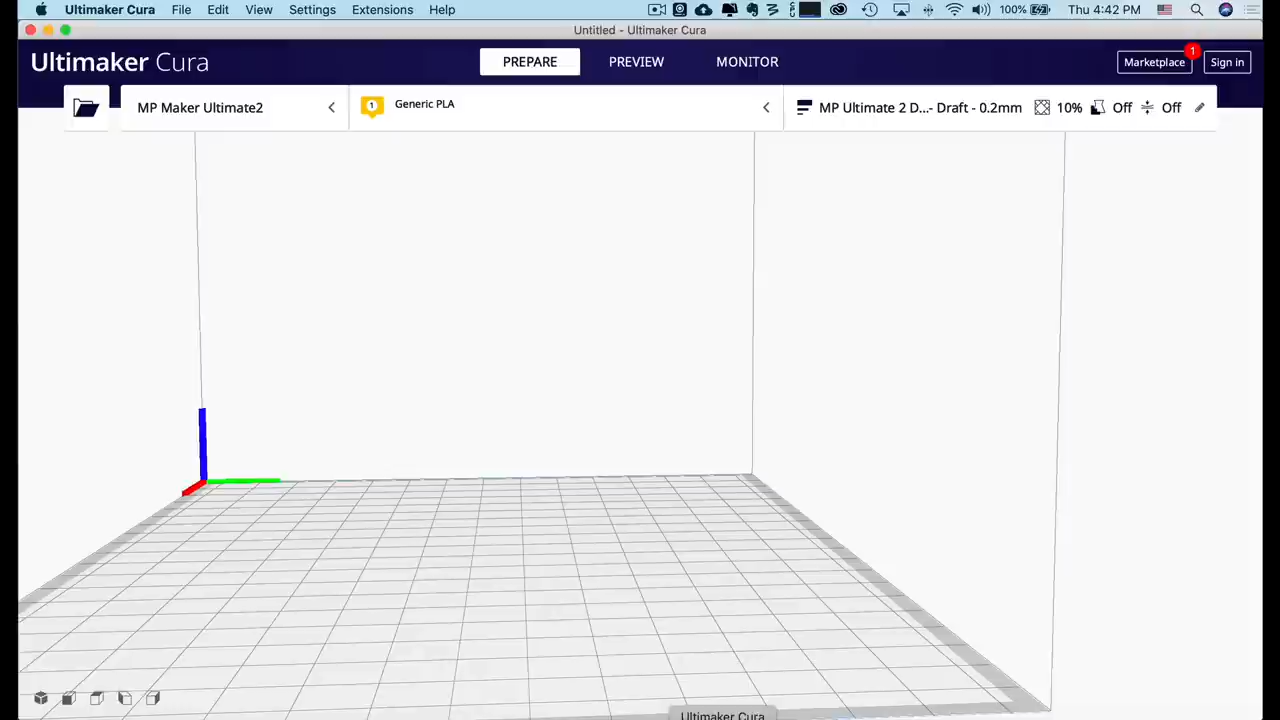 Ultimaker Cura File Edit View Settings Extensions Help 100% Thu 4:42 PM
Untitled - Ultimaker Cura
Ultimaker Cura PREPARE PREVIEW MONITOR Marketplace 1 Sign in
MP Maker Ultimate2 1 Generic PLA MP Ultimate 2 D...- Draft - 0.2mm 10% Off Off
Ultimaker Cura